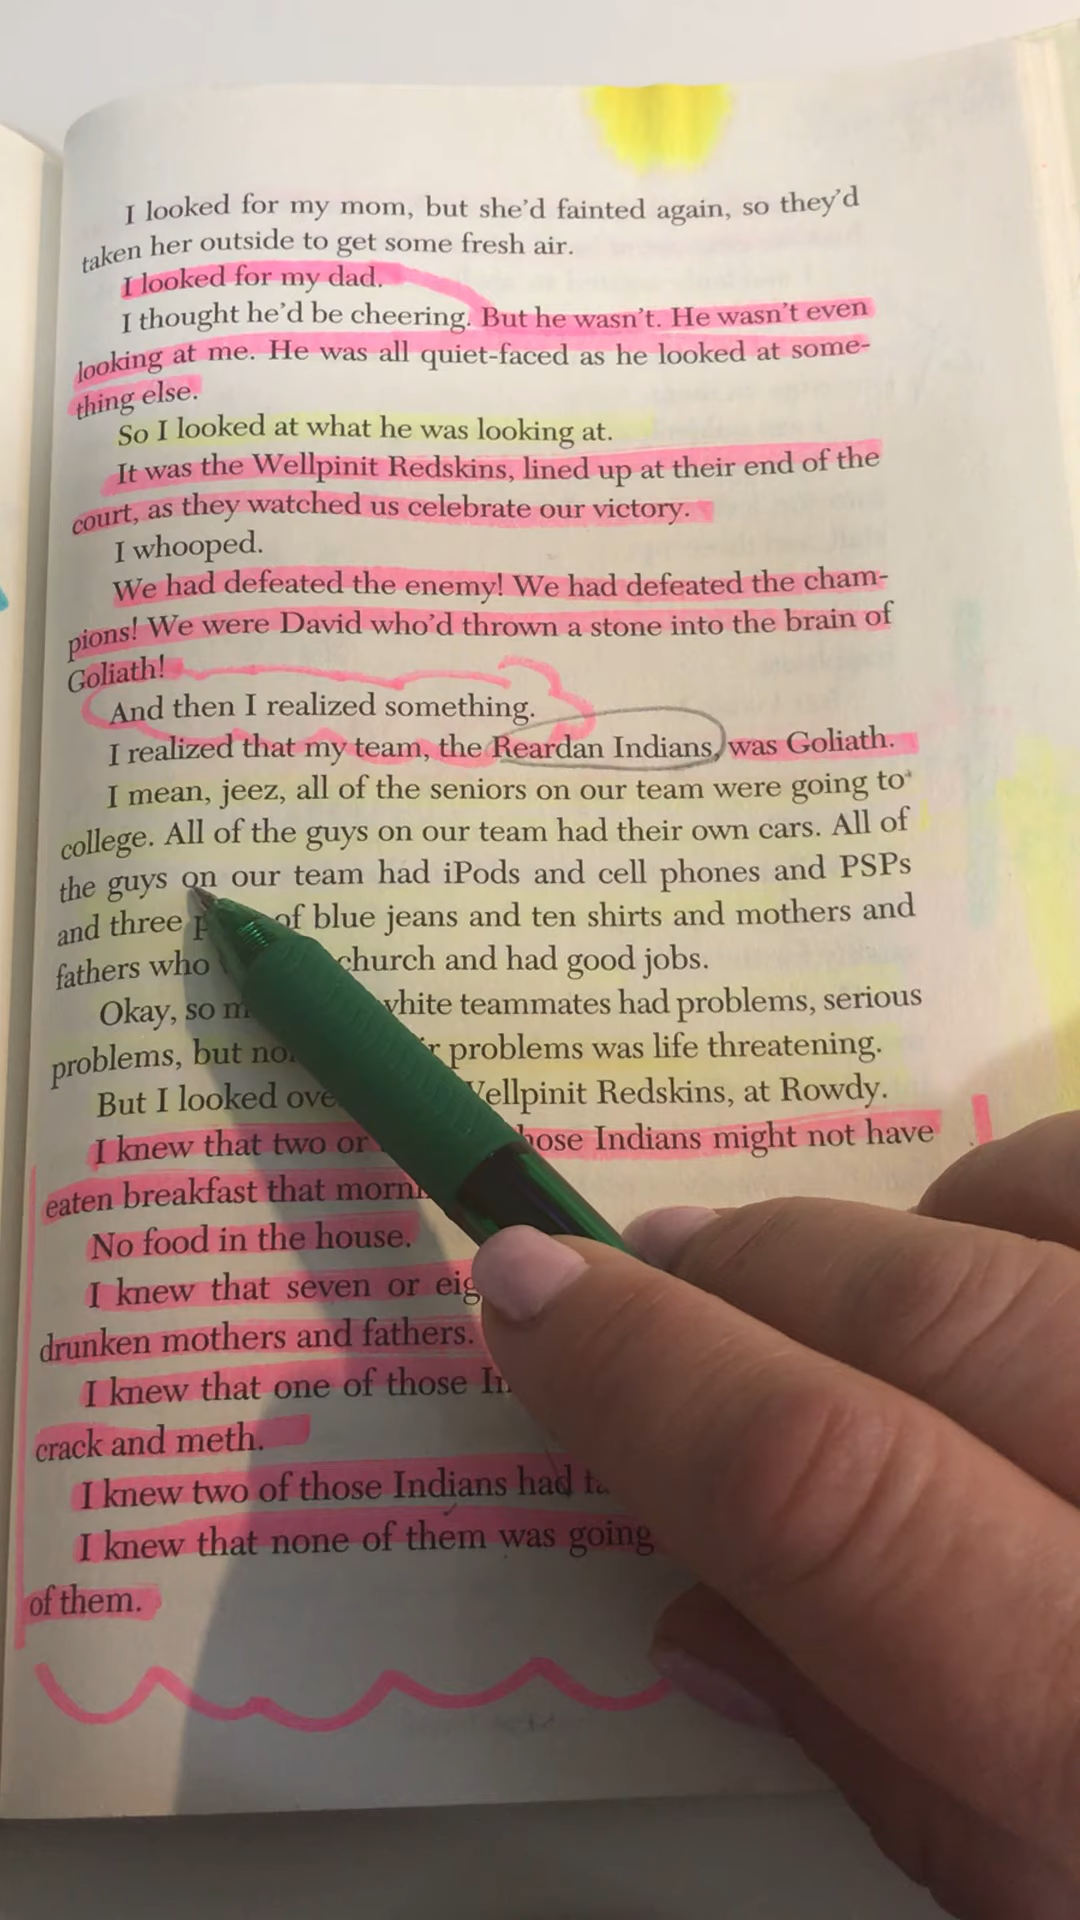 I looked for my mom, but she'd fainted again, so they'd
taken her outside to get some fresh air.
I looked for my dad.
I thought he'd be cheering. But he wasn't. He wasn't even
looking at me. He was all quiet-faced as he looked at some-
thing else.
So I looked at what he was looking at.
It was the Wellpinit Redskins, lined up at their end of the
court, as they watched us celebrate our victory.
I whooped.
We had defeated the enemy! We had defeated the cham-
pions! We were David who'd thrown a stone into the brain of
Goliath!
And then I realized something.
I realized that my team, the Reardan Indians, was Goliath.
I mean, jeez, all of the seniors on our team were going to
college. All of the guys on our team had their own cars. All of
the guys on our team had iPods and cell phones and PSPs
and three of blue jeans and ten shirts and mothers and
fathers who church and had good jobs.
Okay, so white teammates had problems, serious
problems, but problems was life threatening.
But I looked Wellpinit Redskins, at Rowdy.
I knew that two or those Indians might not have
eaten breakfast that
No food in the house.
I knew that seven or
drunken mothers and fathers.
I knew that one of those
crack and meth.
I knew two of those Indians had
I knew that none of them was going
of them.